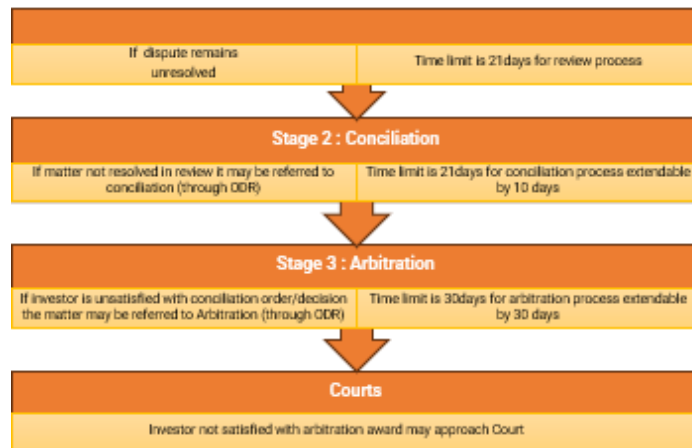 If dispute remains
unresolved
Time limit is 21days for review process
Stage 2 : Conciliation
If matter not resolved in review it may be referred to
conciliation (through ODR)
Time limit is 21days for conciliation process extendable
by 10 days
Stage 3 : Arbitration
If investor is unsatisfied with conciliation order/decision
the matter may be referred to Arbitration (through ODR)
Time limit is 30days for arbitration process extendable
by 30 days
Courts
Investor not satisfied with arbitration award may approach Court